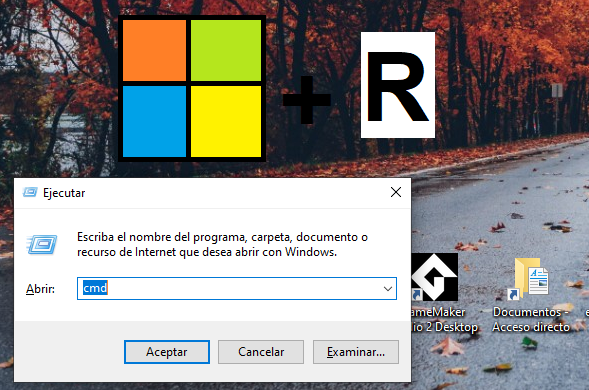 + R
Ejecutar
Escriba el nombre del programa, carpeta, documento o
recurso de Internet que desea abrir con Windows.
Abrir: cmd
Aceptar Cancelar Examinar...
ameMaker
io 2 Desktop
Documentos -
Acceso directo